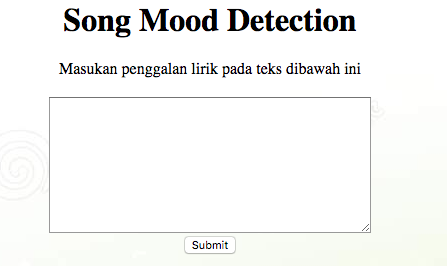 Song Mood Detection
Masukan penggalan lirik pada teks dibawah ini
Submit